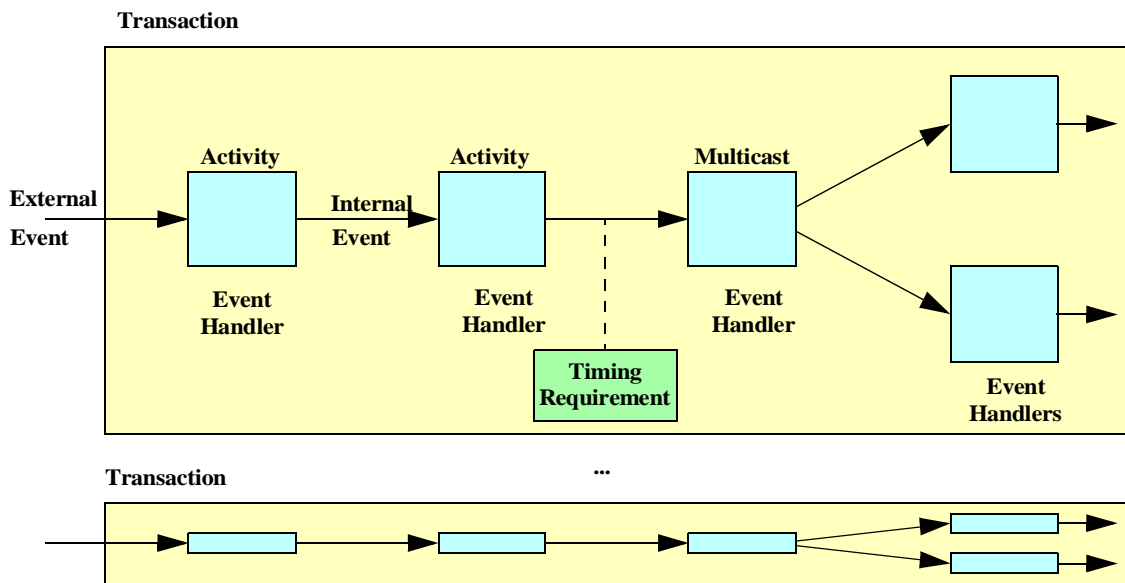 Transaction
Activity
Activity
Multicast
External
Event
Internal
Event
Event
Handler
Event
Handler
Event
Handler
Timing
Requirement
Event
Handlers
Transaction
...